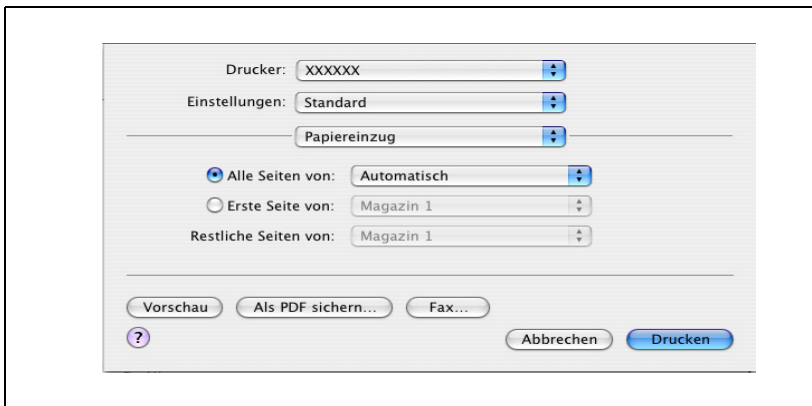 Drucker: XXXXXX
Einstellungen: Standard
Papiereinzug
Alle Seiten von: Automatisch
Erste Seite von: Magazin 1
Restliche Seiten von: Magazin 1
Vorschau Als PDF sichern... Fax...
? Abbrechen Drucken